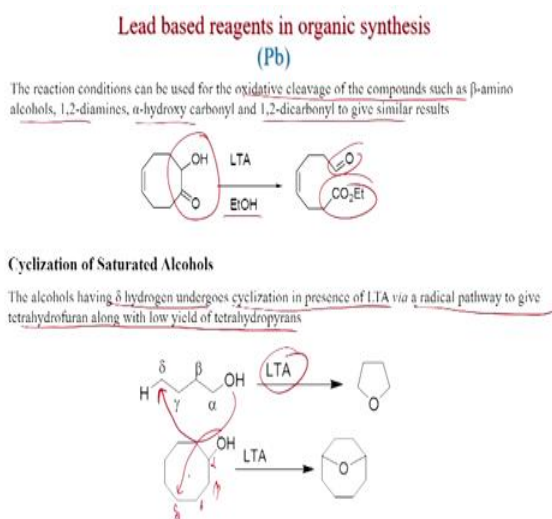 Lead based reagents in organic synthesis
(Pb)
The reaction conditions can be used for the oxidative cleavage of the compounds such as β-amino
alcohols, 1,2-diamines, α-hydroxy carbonyl and 1,2-dicarbonyl to give similar results
OH LTA O
O EtOH CO₂Et
Cyclization of Saturated Alcohols
The alcohols having δ hydrogen undergoes cyclization in presence of LTA via a radical pathway to give
tetrahydrofuran along with low yield of tetrahydropyrans
δ β
H OH LTA
γ α O
OH
LTA O